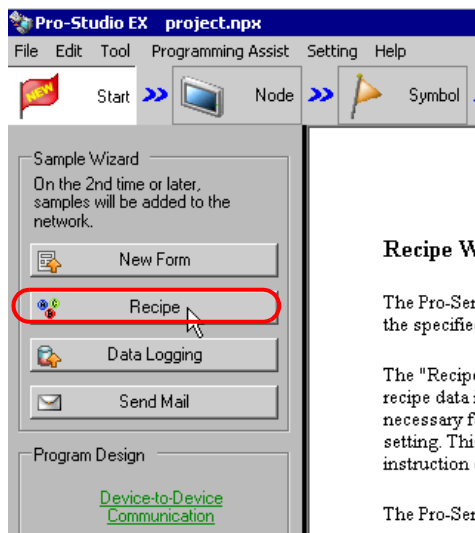 Pro-Studio EX project.npx
File Edit Tool Programming Assist Setting Help
NEW Start Node Symbol
Sample Wizard
On the 2nd time or later,
samples will be added to the
network.
New Form
Recipe
Data Logging
Send Mail
Program Design
Device-to-Device
Communication
Recipe W
The Pro-Ser
the specifie
The "Recipe
recipe data
necessary f
setting. Thi
instruction
The Pro-Ser